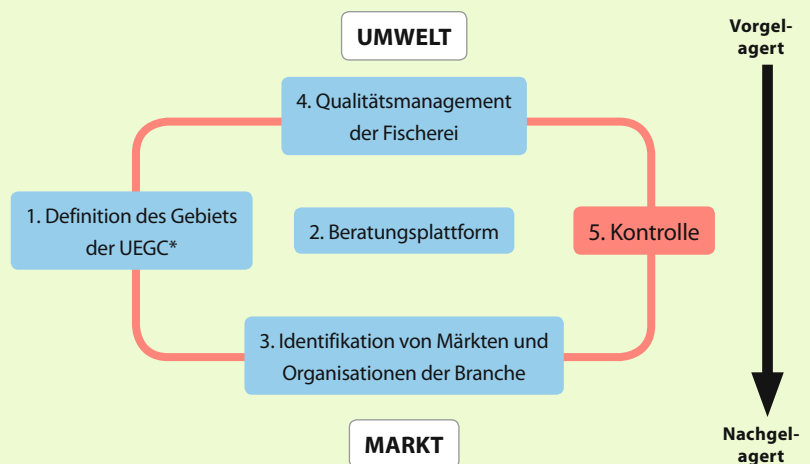 UMWELT
Vorgel-
agert
4. Qualitätsmanagement
der Fischerei
1. Definition des Gebiets
der UEGC*
2. Beratungsplattform
5. Kontrolle
3. Identifikation von Märkten und
Organisationen der Branche
MARKT
Nachgel-
agert